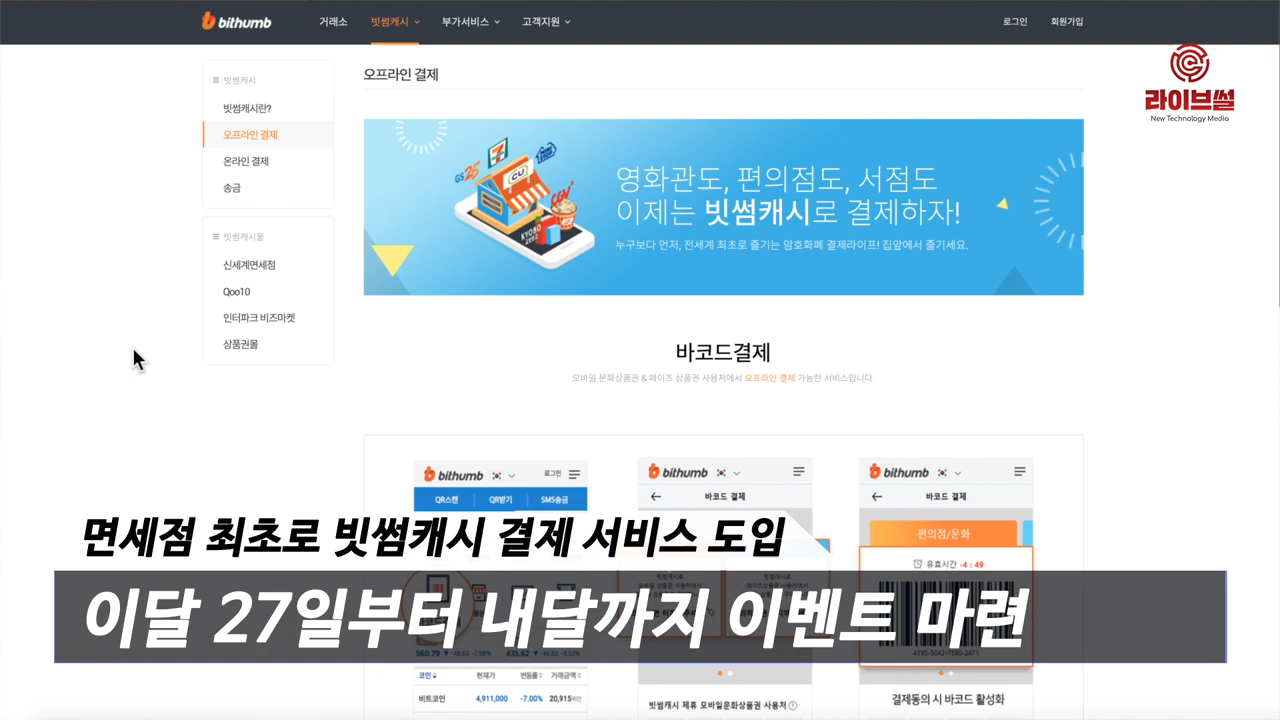 bithumb
거래소
빗썸캐시
부가서비스
고객지원
로그인
회원가입
라이브썰
New Technology Media
빗썸캐시
빗썸캐시란?
오프라인 결제
온라인 결제
송금
빗썸캐시몰
신세계면세점
Qoo10
인터파크 비즈마켓
상품권몰
오프라인 결제
GS25
7
CU
CGV
KYOBO
영화관도, 편의점도, 서점도
이제는 빗썸캐시로 결제하자!
누구보다 먼저, 전세계 최초로 즐기는 암호화폐 결제라이프! 집앞에서 즐기세요.
바코드결제
모바일 문화상품권 & 페이즈 상품권 사용처에서 오프라인 결제 가능한 서비스입니다.
bithumb
로그인
QR스캔
QR받기
SMS송금
bithumb
바코드 결제
bithumb
바코드 결제
편의점/문화
유효시간 -4 : 49
면세점 최초로 빗썸캐시 결제 서비스 도입
이달 27일부터 내달까지 이벤트 마련
4195-5042-7590-2471
코인
현재가
변동률
거래금액
비트코인
4,911,000
-7.00%
20,915
빗썸캐시 제휴 모바일문화상품권 사용처
결제동의 시 바코드 활성화